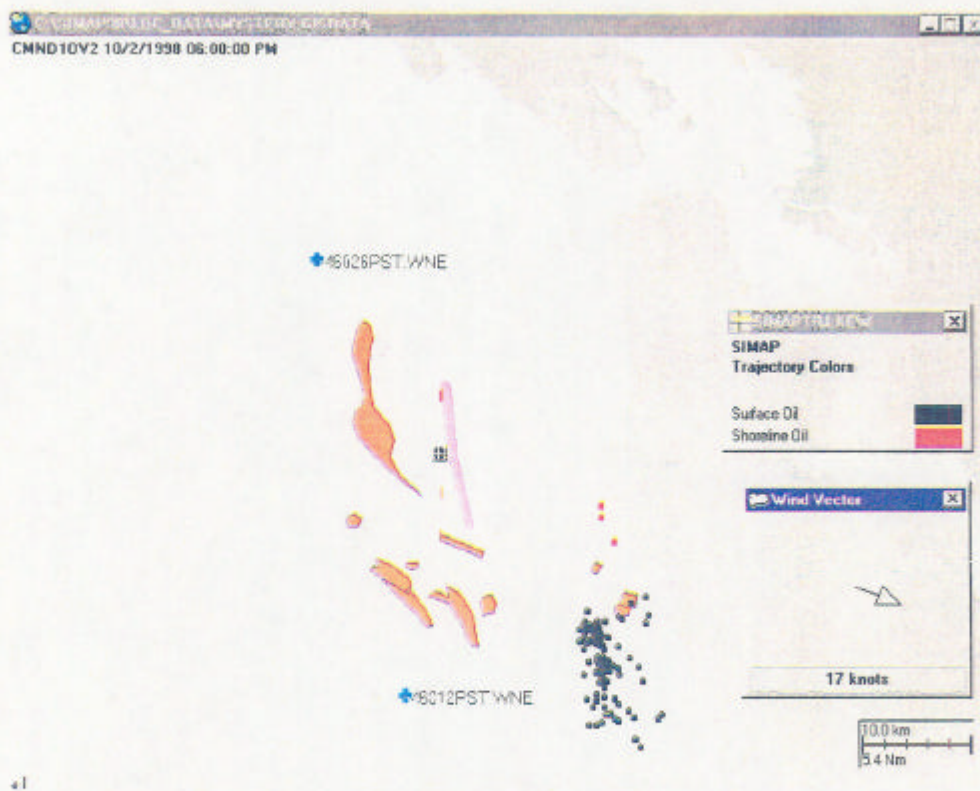 CMND10V2 10/2/1998 06:00:00 PM
46026PST.WNE
SIMAP
Trajectory Colors
Surface Oil
Shoreline Oil
Wind Vector
46012PST.WNE
17 knots
10.0 km
5.4 Nm